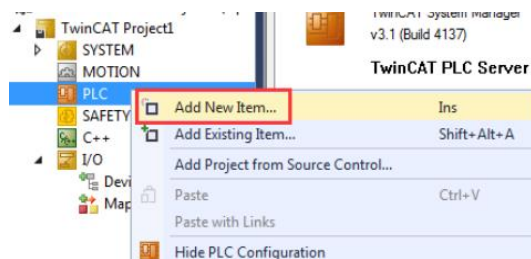 TwinCAT Project1
SYSTEM
MOTION
PLC
SAFETY
C++
I/O
Devi
Map
TwinCAT System Manager
v3.1 (Build 4137)
TwinCAT PLC Server
Add New Item... Ins
Add Existing Item... Shift+Alt+A
Add Project from Source Control...
Paste Ctrl+V
Paste with Links
Hide PLC Configuration